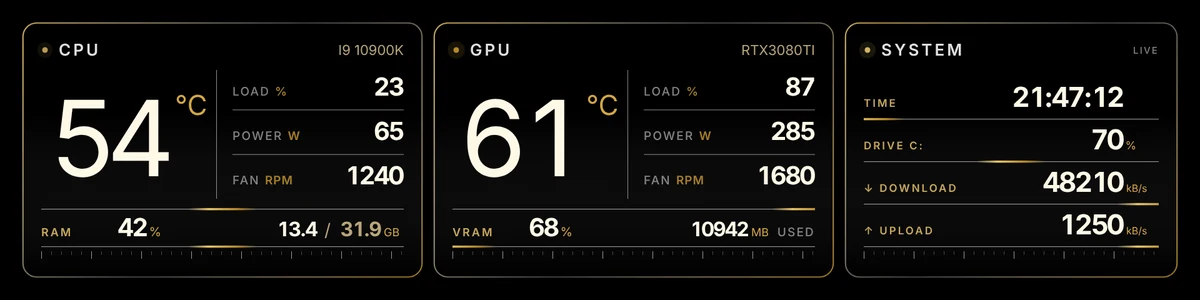 CPU I9 10900K
54 °C
LOAD % 23
POWER W 65
FAN RPM 1240
RAM 42 % 13.4 / 31.9 GB
GPU RTX3080TI
61 °C
LOAD % 87
POWER W 285
FAN RPM 1680
VRAM 68 % 10942 MB USED
SYSTEM LIVE
TIME 21:47:12
DRIVE C: 70 %
↓ DOWNLOAD 48210 kB/s
↑ UPLOAD 1250 kB/s